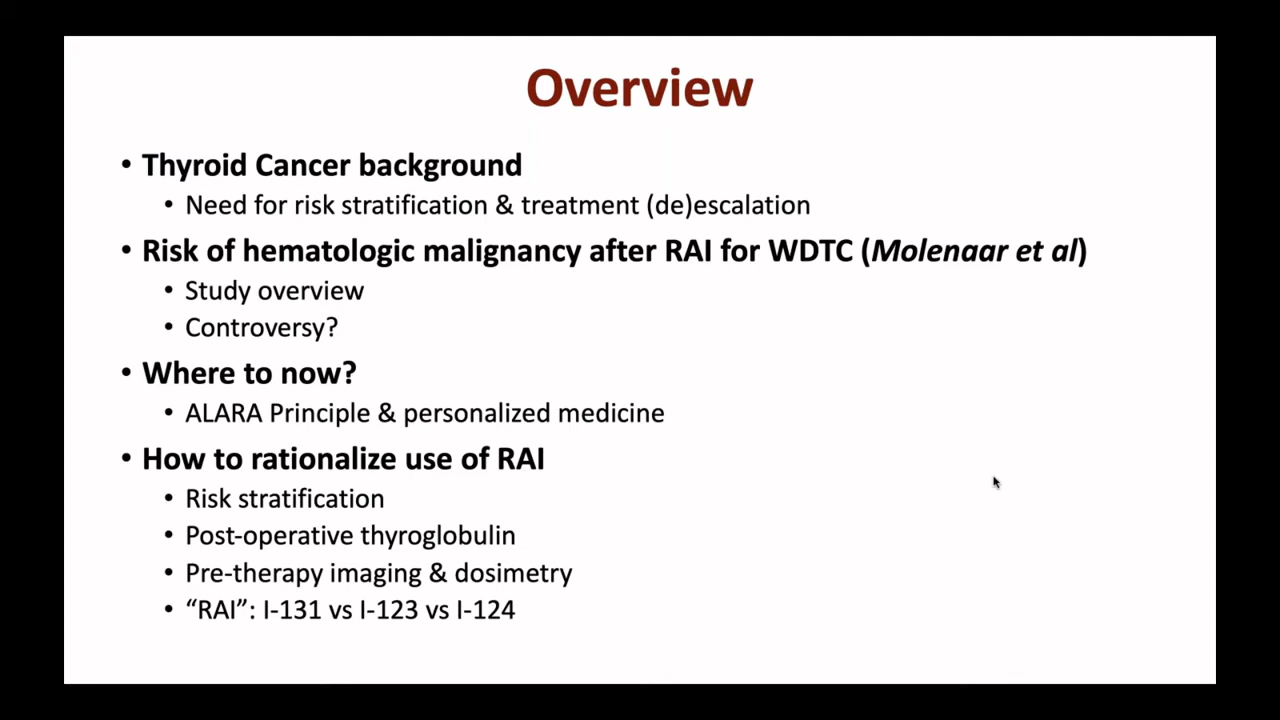 Overview
• Thyroid Cancer background
• Need for risk stratification & treatment (de)escalation
• Risk of hematologic malignancy after RAI for WDTC (Molenaar et al)
• Study overview
• Controversy?
• Where to now?
• ALARA Principle & personalized medicine
• How to rationalize use of RAI
• Risk stratification
• Post-operative thyroglobulin
• Pre-therapy imaging & dosimetry
• “RAI”: I-131 vs I-123 vs I-124